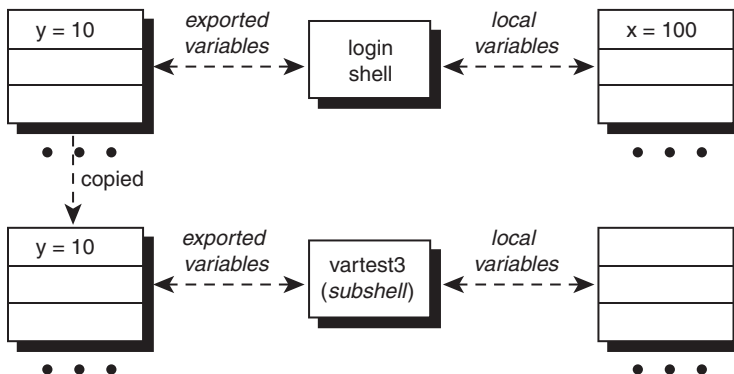 y = 10
exported
variables
login
shell
local
variables
x = 100
copied
y = 10
exported
variables
vartest3
(subshell)
local
variables